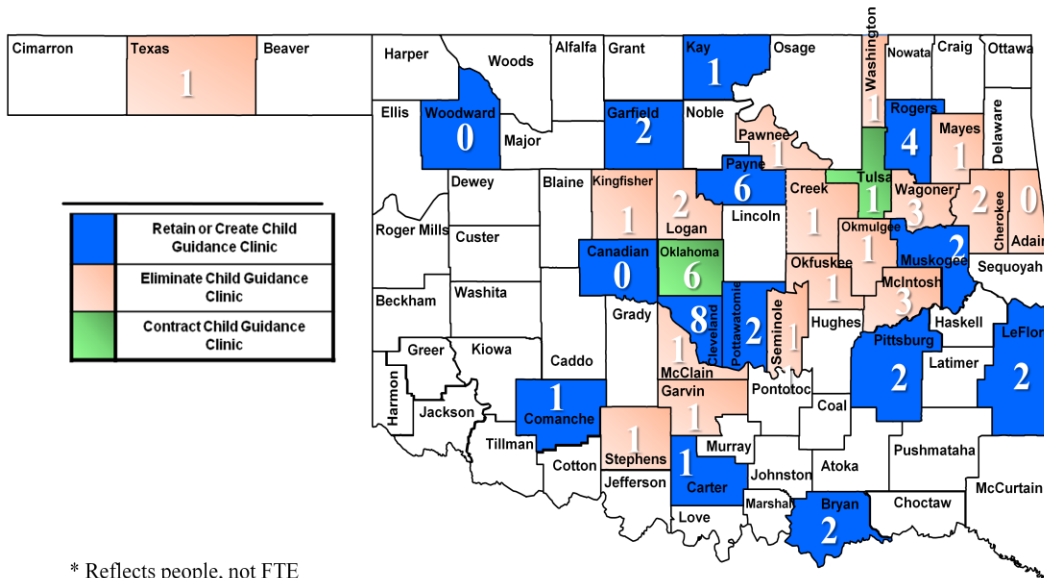 Cimarron
Texas
1
Beaver
Harper
Woods
Alfalfa
Grant
Kay
1
Osage
Washington
1
Nowata
Craig
Ottawa
Ellis
Woodward
0
Major
Garfield
2
Noble
Pawnee
1
Rogers
4
Mayes
1
Delaware
Payne
6
Tulsa
1
Roger Mills
Dewey
Blaine
Kingfisher
1
2
Logan
Lincoln
Creek
1
Wagoner
3
2
Cherokee
0
Adair
Custer
Canadian
0
Oklahoma
6
Okmulgee
1
Okfuskee
1
2
Muskogee
Sequoyah
Beckham
Washita
Grady
8
Cleveland
Pottawatomie
2
Seminole
1
Hughes
McIntosh
3
Haskell
Greer
Kiowa
Caddo
1
McClain
Pittsburg
2
Latimer
LeFlor
2
Harmon
Jackson
1
Comanche
Garvin
1
Pontotoc
Coal
Tillman
Cotton
1
Stephens
Murray
Pushmataha
Jefferson
1
Carter
Johnston
Atoka
McCurtain
Love
Marshal
Bryan
2
Choctaw
Retain or Create Child
Guidance Clinic
Eliminate Child Guidance
Clinic
Contract Child Guidance
Clinic
* Reflects people, not FTE